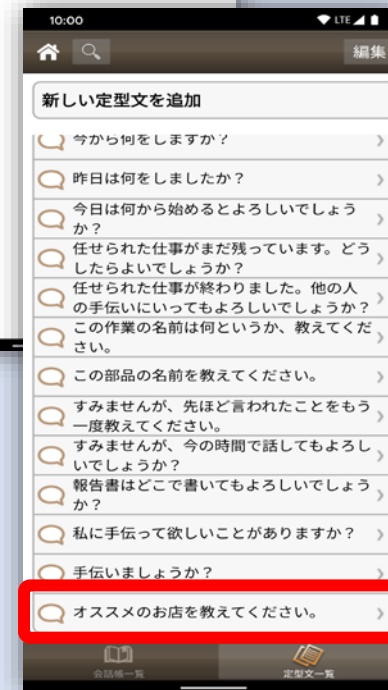 10:00
LTE
編集
新しい定型文を追加
今から何をしますか？
昨日は何をしましたか？
今日は何から始めるとよろしいでしょう
か？
任せられた仕事がまだ残っています。どう
したらよいでしょうか？
任せられた仕事が終わりました。他の人
の手伝いにいってもよろしいでしょうか？
この作業の名前は何というか、教えてくだ
さい。
この部品の名前を教えてください。
すみませんが、先ほど言われたことをもう
一度教えてください。
すみませんが、今の時間で話してもよろし
いでしょうか？
報告書はどこで書いてもよろしいでしょう
か？
私に手伝って欲しいことがありますか？
手伝いましょうか？
オススメのお店を教えてください。
会話帳一覧
定型文一覧